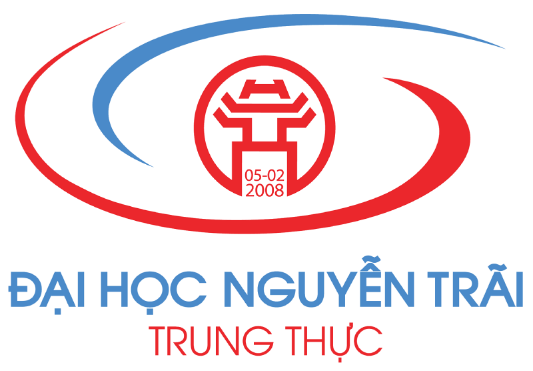 05-02
2008
ĐẠI HỌC NGUYỄN TRÃI
TRUNG THỰC